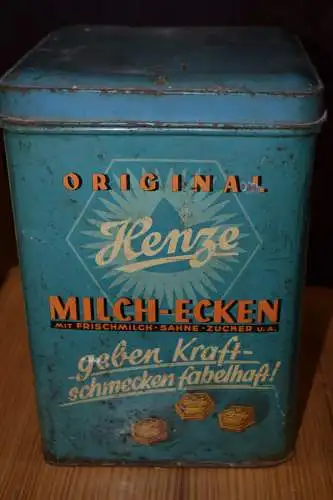 ORIGINAL
Henze
MILCH-ECKEN
MIT FRISCHMILCH·SAHNE·ZUCKER U.A.
geben Kraft-
-schmecken fabelhaft!